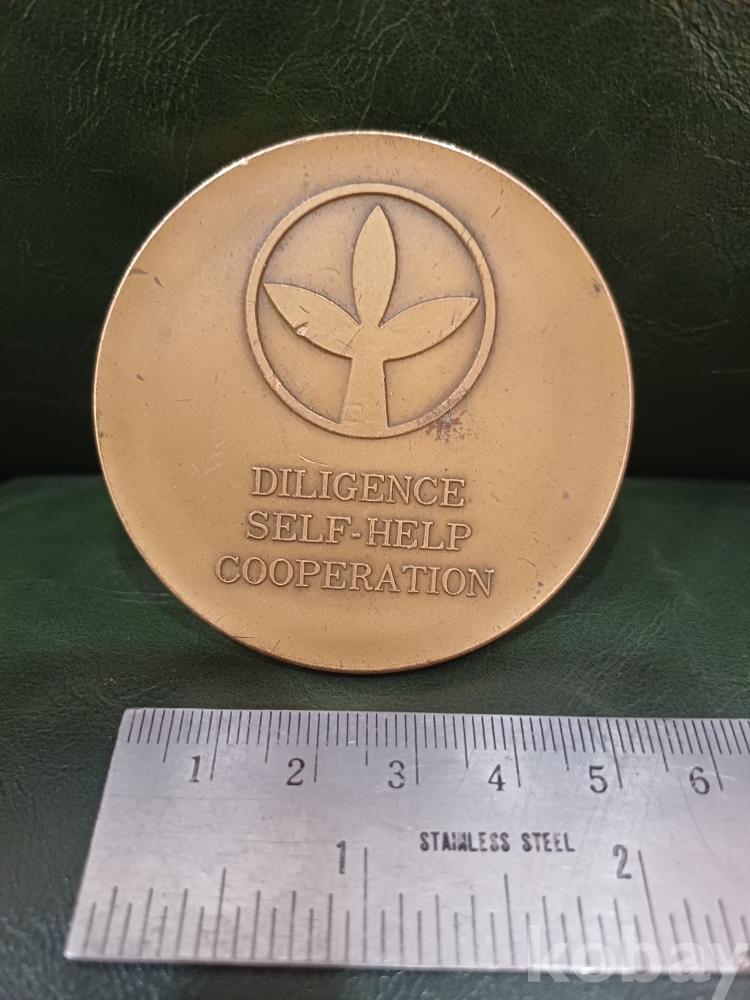 DILIGENCE
SELF-HELP
COOPERATION
1 2 3 4 5 6
STAINLESS STEEL
1 2
kobay